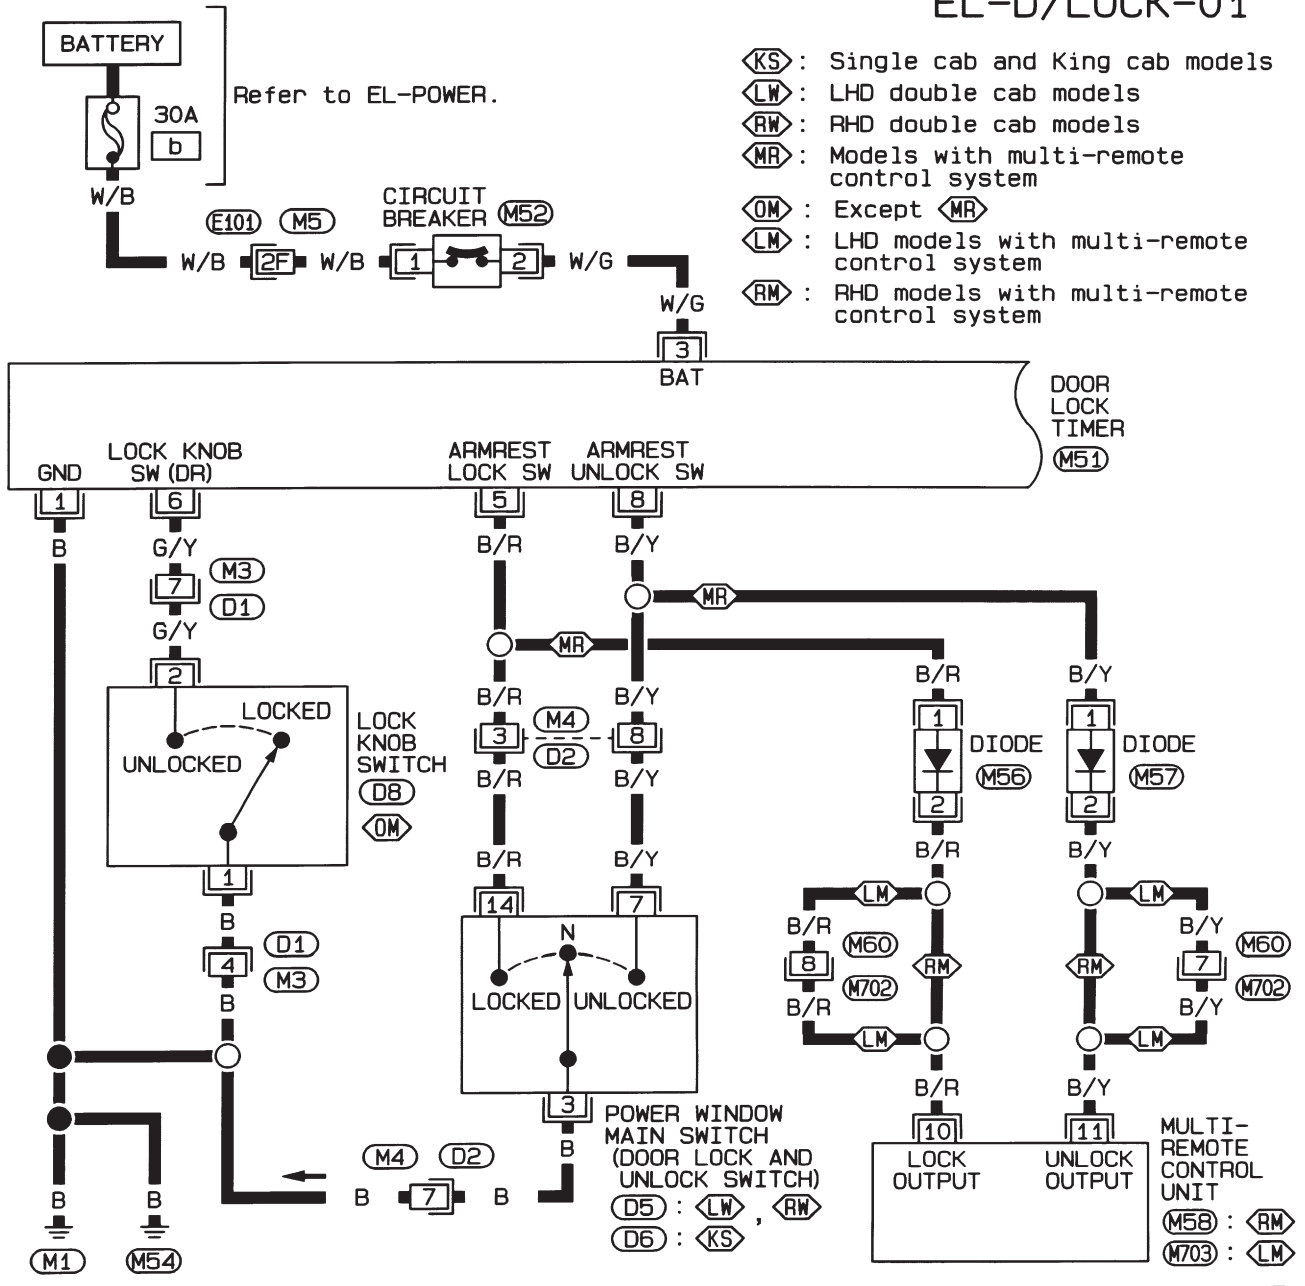 EL-D/LOCK-01
BATTERY
Refer to EL-POWER.
30A
b
W/B
KS : Single cab and King cab models
LW : LHD double cab models
RW : RHD double cab models
MR : Models with multi-remote
control system
OM : Except MR
LM : LHD models with multi-remote
control system
RM : RHD models with multi-remote
control system
E101 M5
CIRCUIT
BREAKER M52
W/B 2F W/B 1 2 W/G
W/G
3
BAT
DOOR
LOCK
TIMER
M51
GND
LOCK KNOB
SW (DR)
ARMREST
LOCK SW
ARMREST
UNLOCK SW
1 6 5 8
B G/Y B/R B/Y
7 M3
D1
G/Y
MR
MR
2
B/R B/Y B/R B/Y
LOCKED
UNLOCKED
LOCK
KNOB
SWITCH
D8
OM
3 M4 8
D2
B/R B/Y
1 DIODE 1 DIODE
M56 M57
2 2
B/R B/Y B/R B/Y
1
B
14 7
LM LM
B/R B/Y
D1
4
M3
B
N
LOCKED UNLOCKED
8 M60 RM RM 7 M60
M702 M702
B/R B/Y
LM LM
B/R B/Y
3
B
POWER WINDOW
MAIN SWITCH
(DOOR LOCK AND
UNLOCK SWITCH)
D5 : LW , RW
D6 : KS
M4 D2
B 7 B
10 11
LOCK
OUTPUT
UNLOCK
OUTPUT
MULTI-
REMOTE
CONTROL
UNIT
M58 : RM
M703 : LM
B B
M1 M54